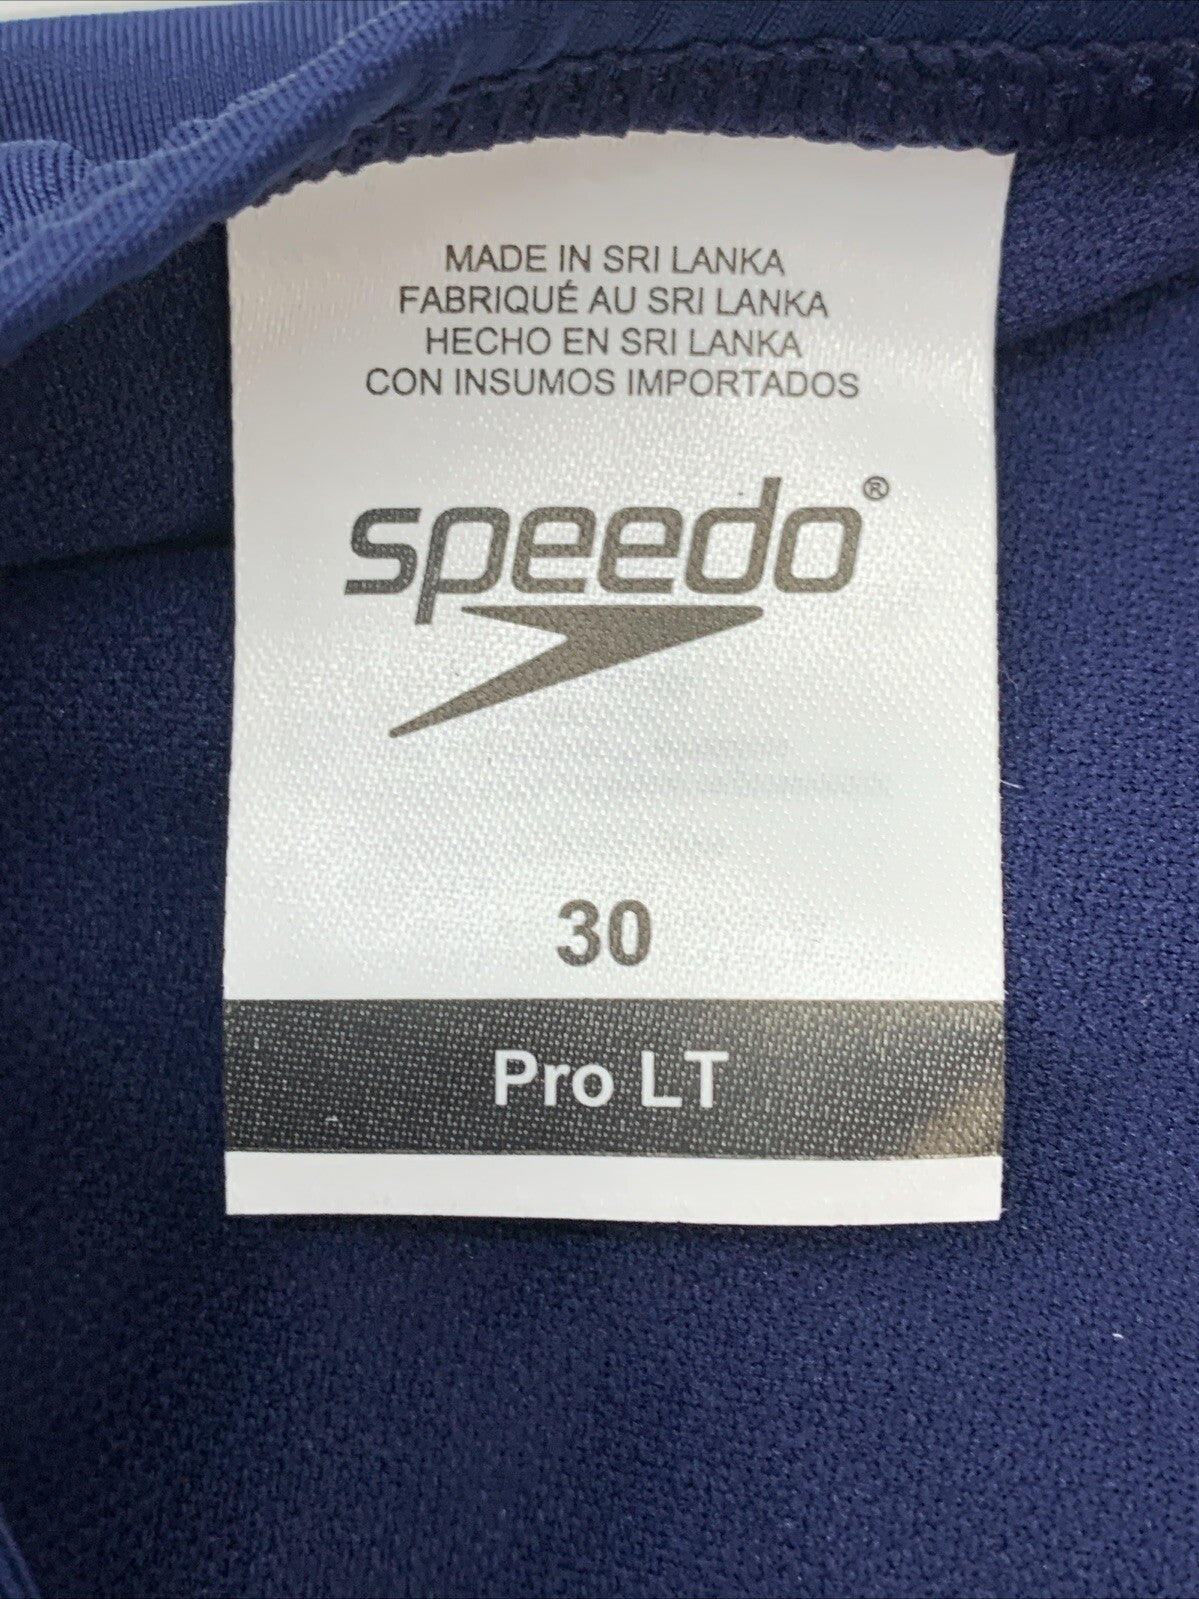 MADE IN SRI LANKA
FABRIQUÉ AU SRI LANKA
HECHO EN SRI LANKA
CON INSUMOS IMPORTADOS
speedo®
30
Pro LT